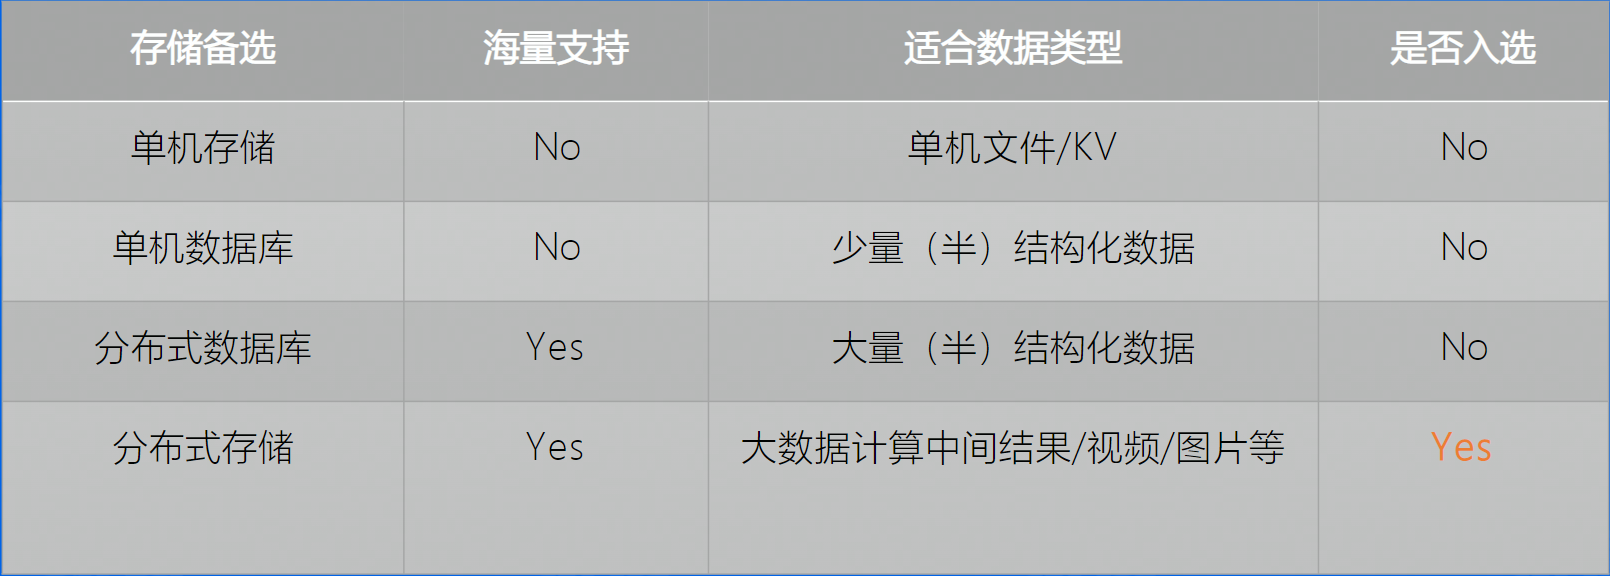 存储备选 海量支持 适合数据类型 是否入选
单机存储 No 单机文件/KV No
单机数据库 No 少量（半）结构化数据 No
分布式数据库 Yes 大量（半）结构化数据 No
分布式存储 Yes 大数据计算中间结果/视频/图片等 Yes